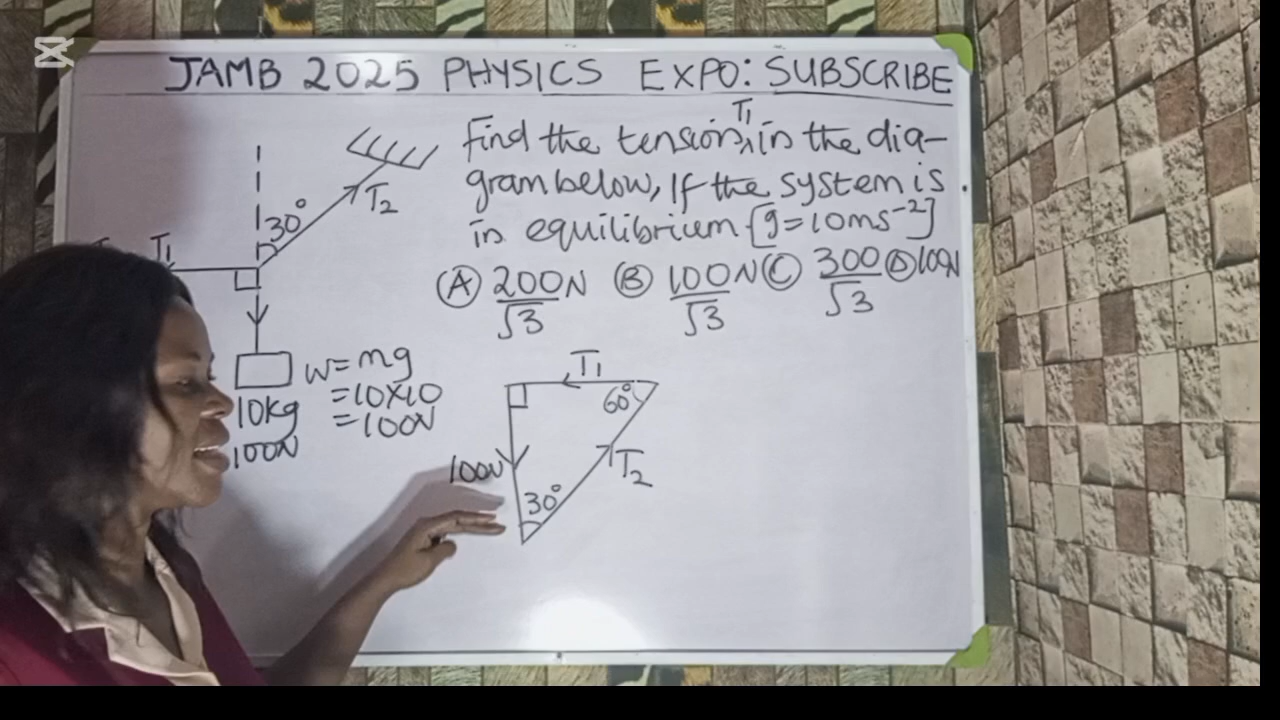 JAMB 2025 PHYSICS EXPO: SUBSCRIBE
Find the tension T₁ in the dia-
gram below, If the system is
in equilibrium [g=10ms⁻²]
(A) 200N/√3 (B) 100N/√3 (C) 300/√3 (D) 100N
30°
T₂
T₁
10kg
100N
W=mg
=10×10
=100N
T₁
60°
100N
30°
T₂